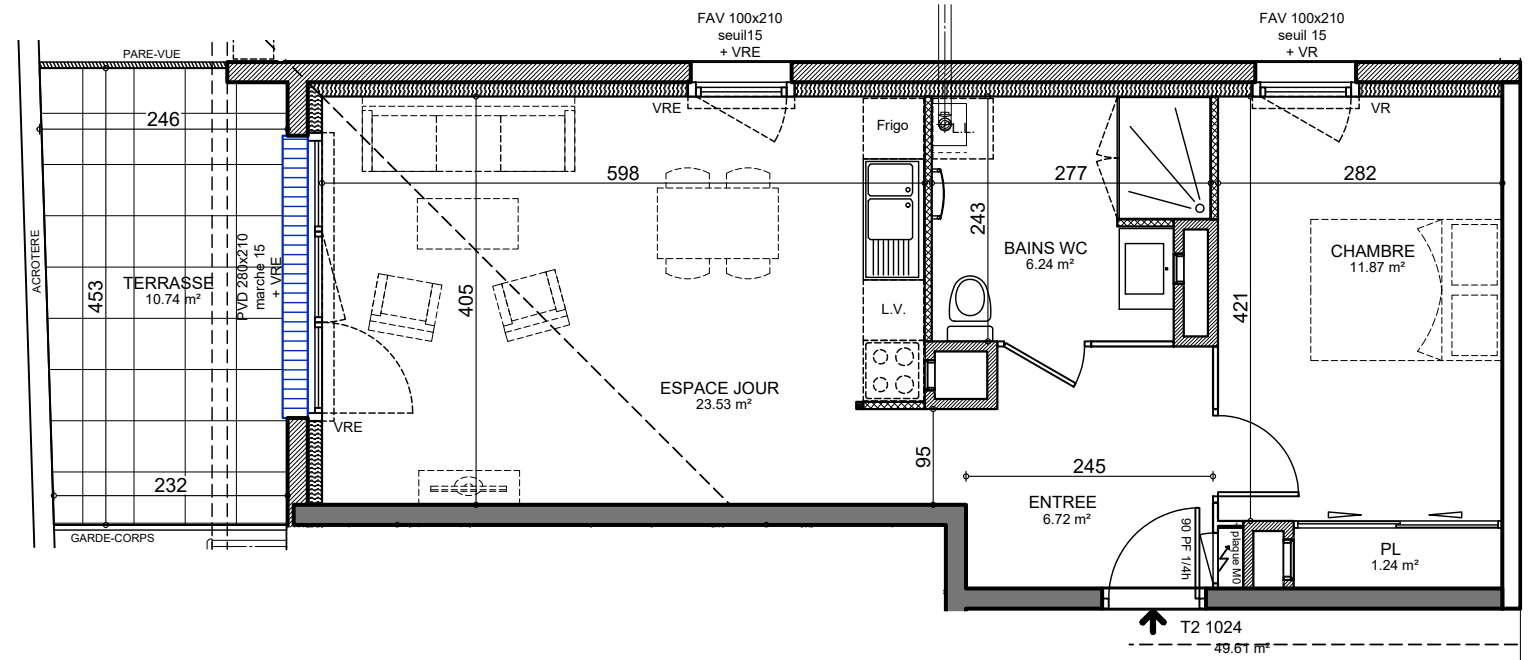 FAV 100x210
seuil15
+ VRE
FAV 100x210
seuil 15
+ VR
PARE-VUE
VRE
VR
246
Frigo
L.L.
598
277
282
243
ACROTERE
TERRASSE
10.74 m²
453
PVD 280x210
marche 15
+ VRE
405
BAINS WC
6.24 m²
CHAMBRE
11.87 m²
421
L.V.
ESPACE JOUR
23.53 m²
VRE
95
245
232
ENTREE
6.72 m²
GARDE-CORPS
90 PF 1/4h
plaque M0
PL
1.24 m²
T2 1024
49.61 m²